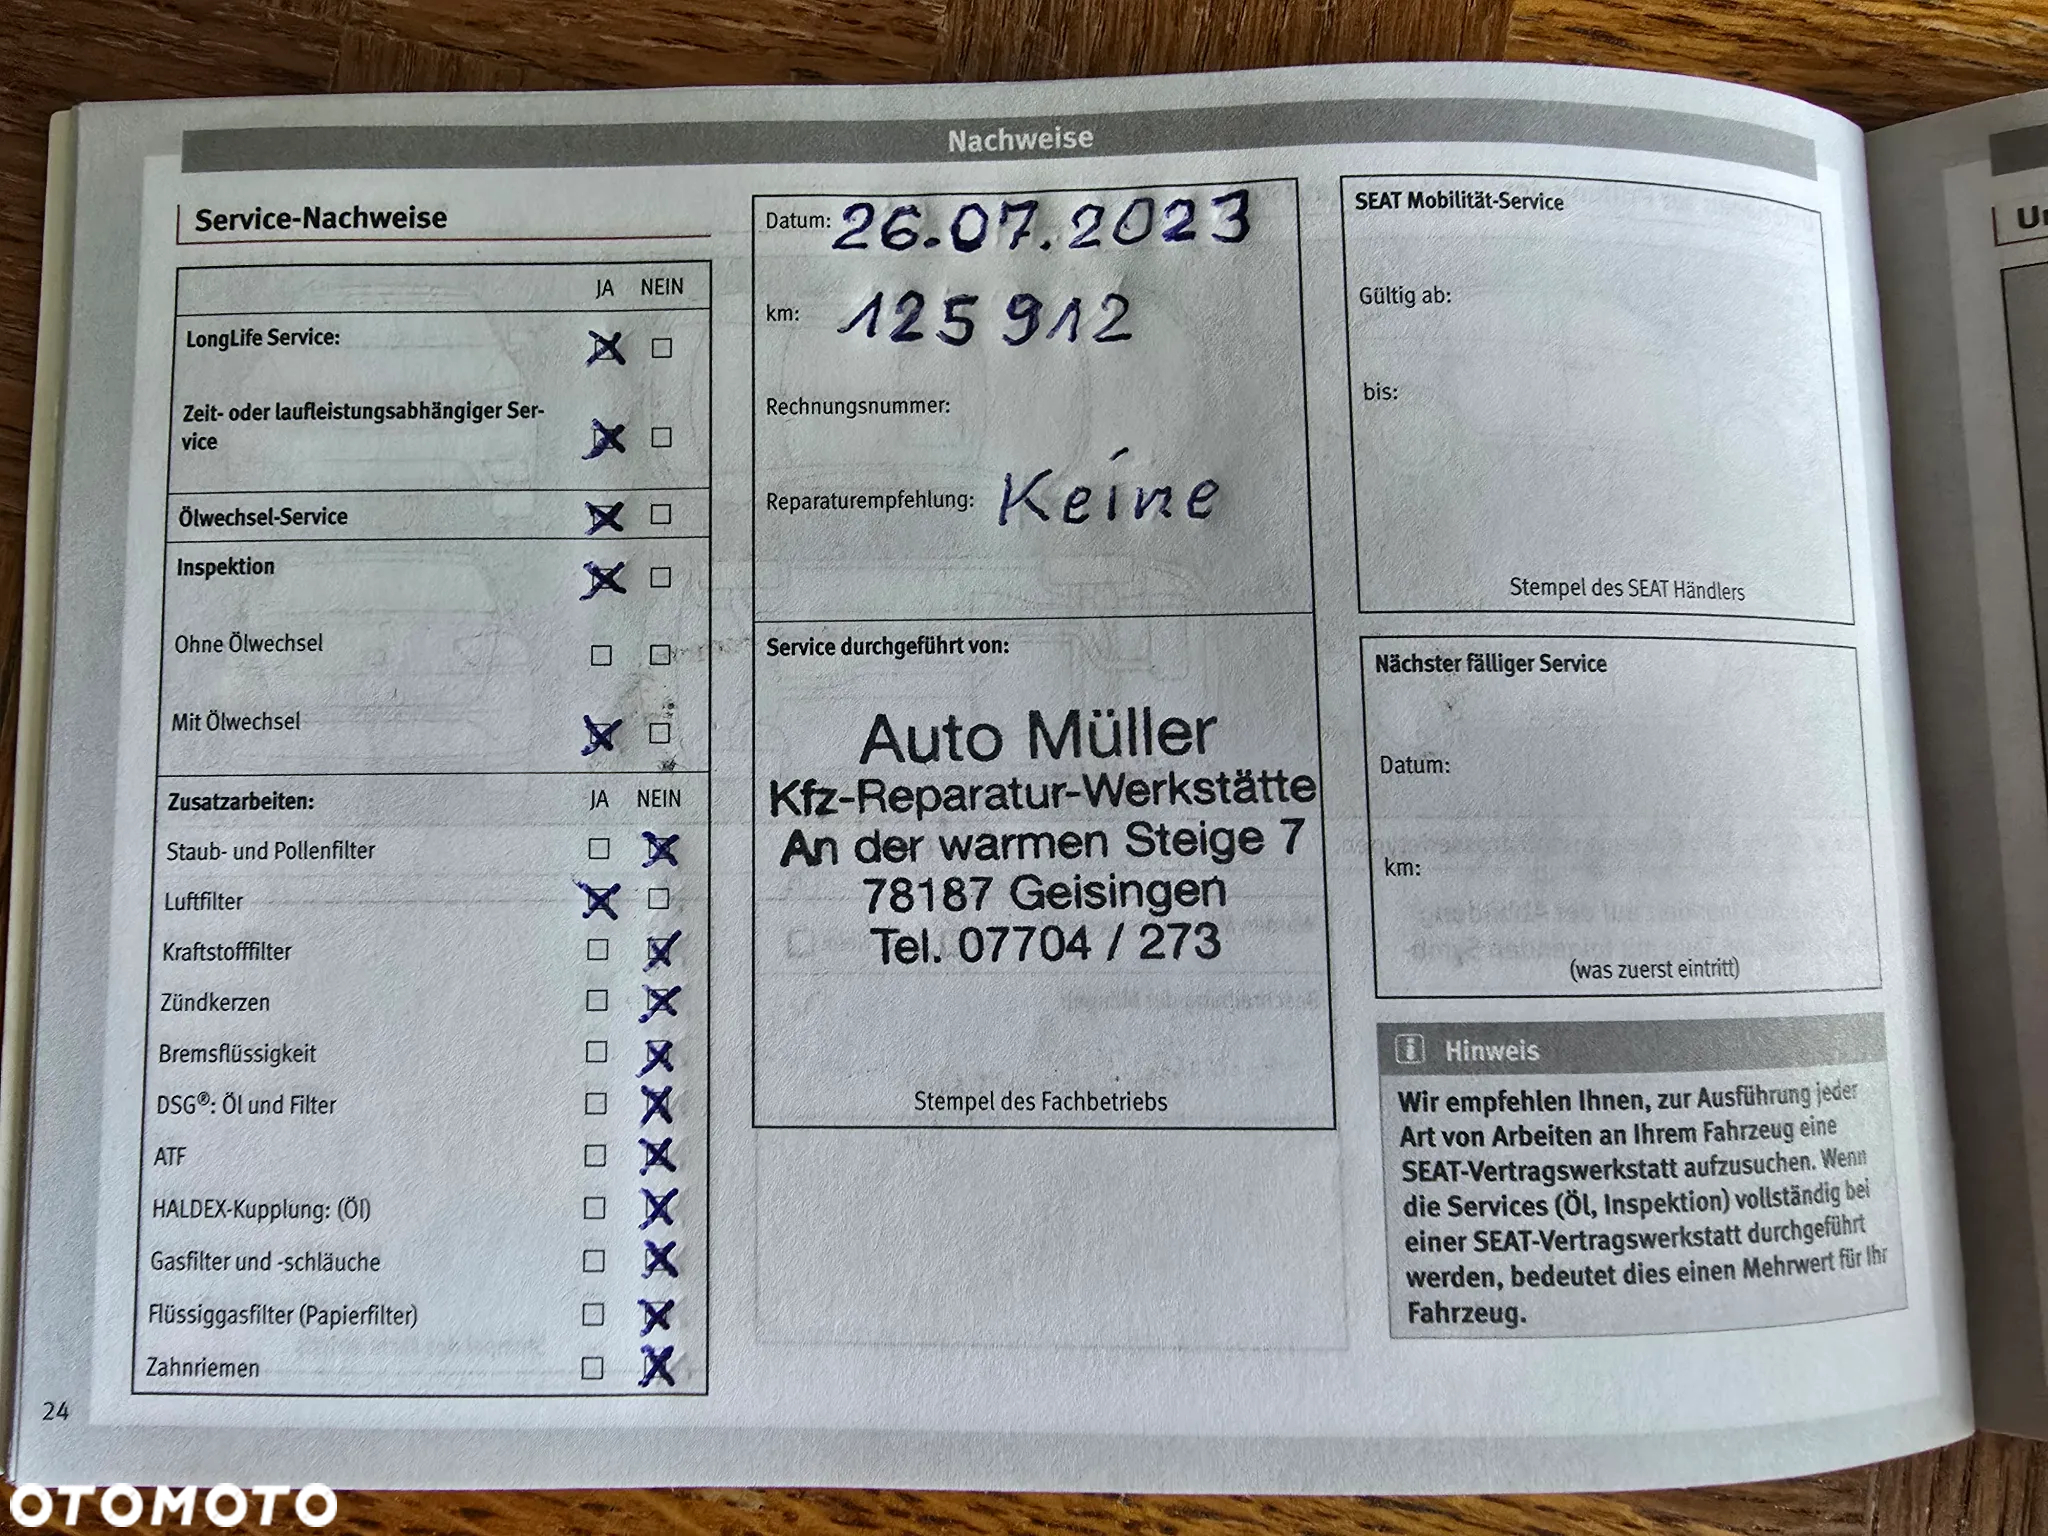 Nachweise
Service-Nachweise
JA NEIN
LongLife Service:
Zeit- oder laufleistungsabhängiger Ser-
vice
Ölwechsel-Service
Inspektion
Ohne Ölwechsel
Mit Ölwechsel
Zusatzarbeiten: JA NEIN
Staub- und Pollenfilter
Luftfilter
Kraftstofffilter
Zündkerzen
Bremsflüssigkeit
DSG®: Öl und Filter
ATF
HALDEX-Kupplung: (Öl)
Gasfilter und -schläuche
Flüssiggasfilter (Papierfilter)
Zahnriemen
24
Datum: 26.07.2023
km: 125912
Rechnungsnummer:
Reparaturempfehlung: Keine
Service durchgeführt von:
Auto Müller
Kfz-Reparatur-Werkstätte
An der warmen Steige 7
78187 Geisingen
Tel. 07704 / 273
Stempel des Fachbetriebs
SEAT Mobilität-Service
Gültig ab:
bis:
Stempel des SEAT Händlers
Nächster fälliger Service
Datum:
km:
(was zuerst eintritt)
i Hinweis
Wir empfehlen Ihnen, zur Ausführung jeder
Art von Arbeiten an Ihrem Fahrzeug eine
SEAT-Vertragswerkstatt aufzusuchen. Wenn
die Services (Öl, Inspektion) vollständig bei
einer SEAT-Vertragswerkstatt durchgeführt
werden, bedeutet dies einen Mehrwert für Ihr
Fahrzeug.
OTOMOTO